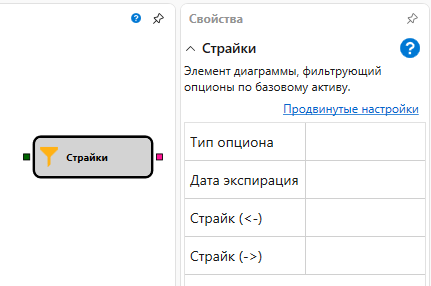 Свойства
Страйки
Элемент диаграммы, фильтрующий
опционы по базовому активу.
Продвинутые настройки
Страйки
Тип опциона
Дата экспирация
Страйк (<-)
Страйк (->)